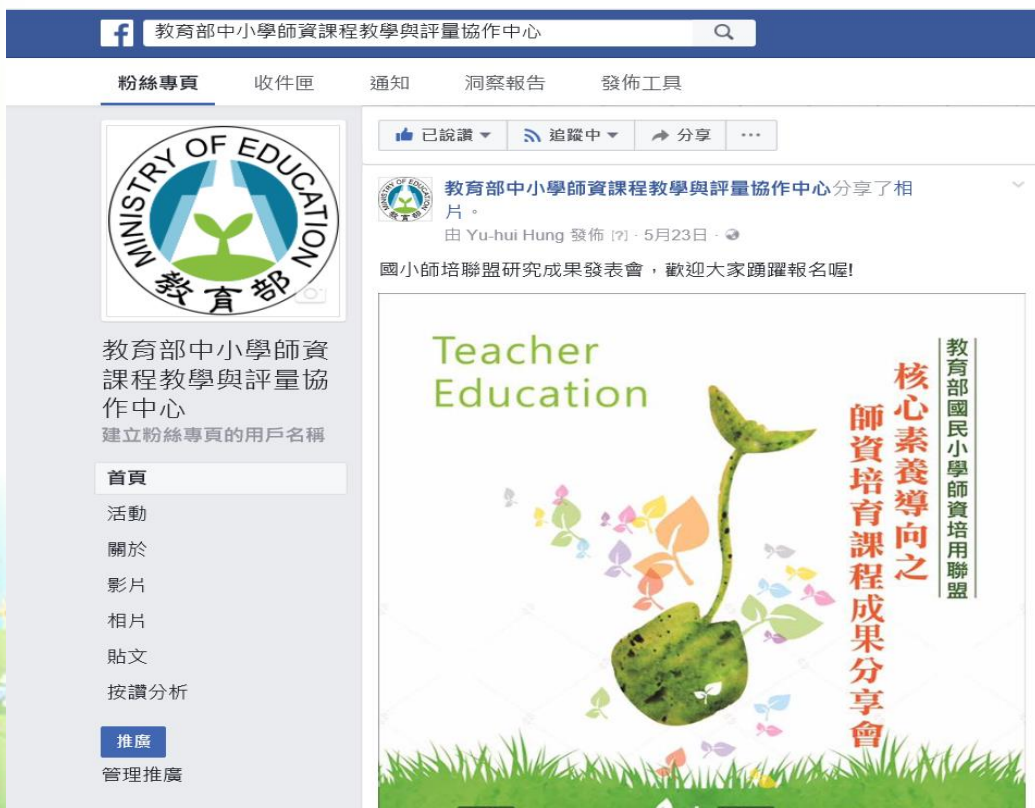 教育部中小學師資課程教學與評量協作中心
粉絲專頁 收件匣 通知 洞察報告 發佈工具
MINISTRY OF EDUCATION
教育部
教育部中小學師資
課程教學與評量協
作中心
建立粉絲專頁的用戶名稱
首頁
活動
關於
影片
相片
貼文
按讚分析
推廣
管理推廣
已說讚 追蹤中 分享 ...
教育部中小學師資課程教學與評量協作中心分享了相
片。
由 Yu-hui Hung 發佈 [?] · 5月23日 ·
國小師培聯盟研究成果發表會，歡迎大家踴躍報名喔!
Teacher
Education
教育部國民小學師資培用聯盟
核心素養導向之
師資培育課程成果分享會